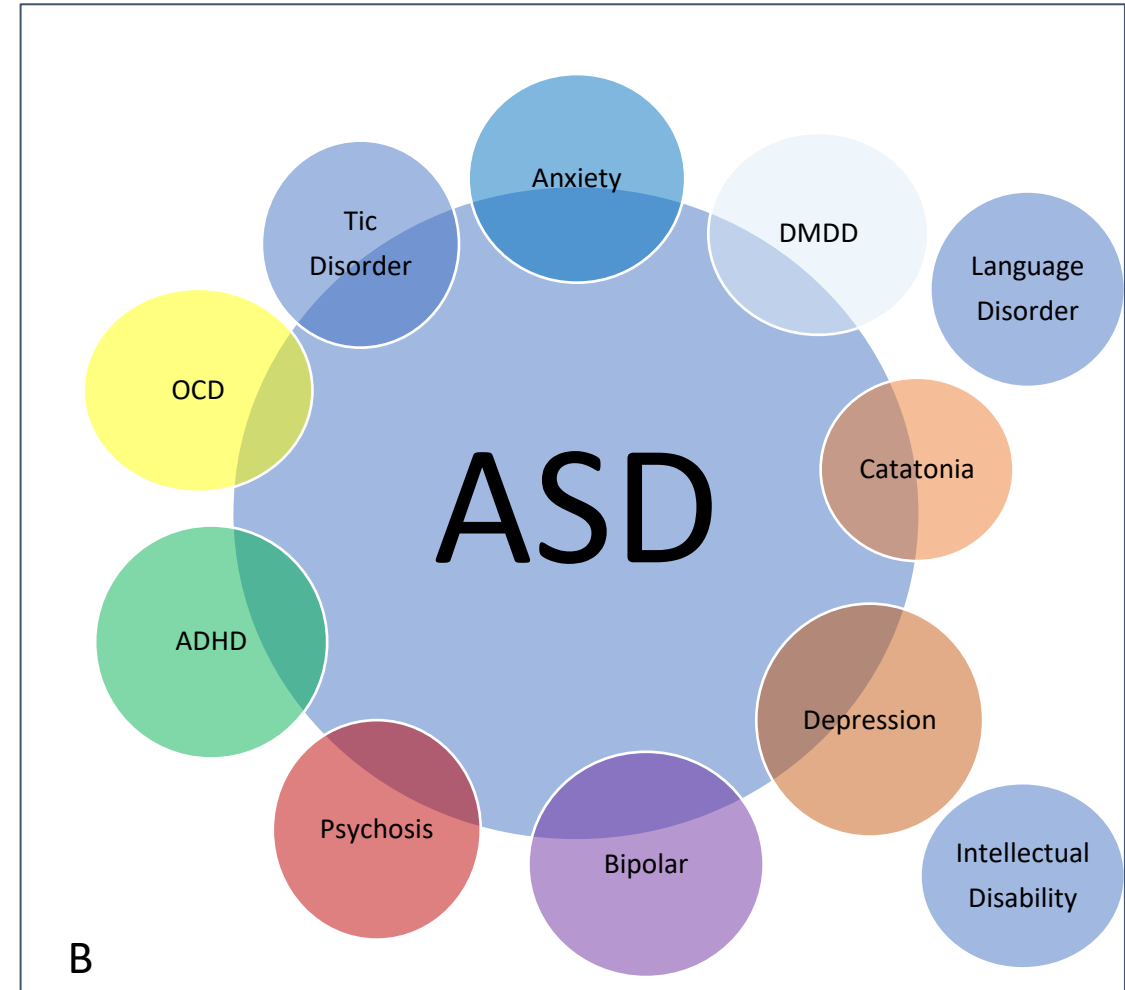 Anxiety
Tic
Disorder
DMDD
Language
Disorder
OCD
Catatonia
ASD
ADHD
Depression
Psychosis
Bipolar
Intellectual
Disability
B